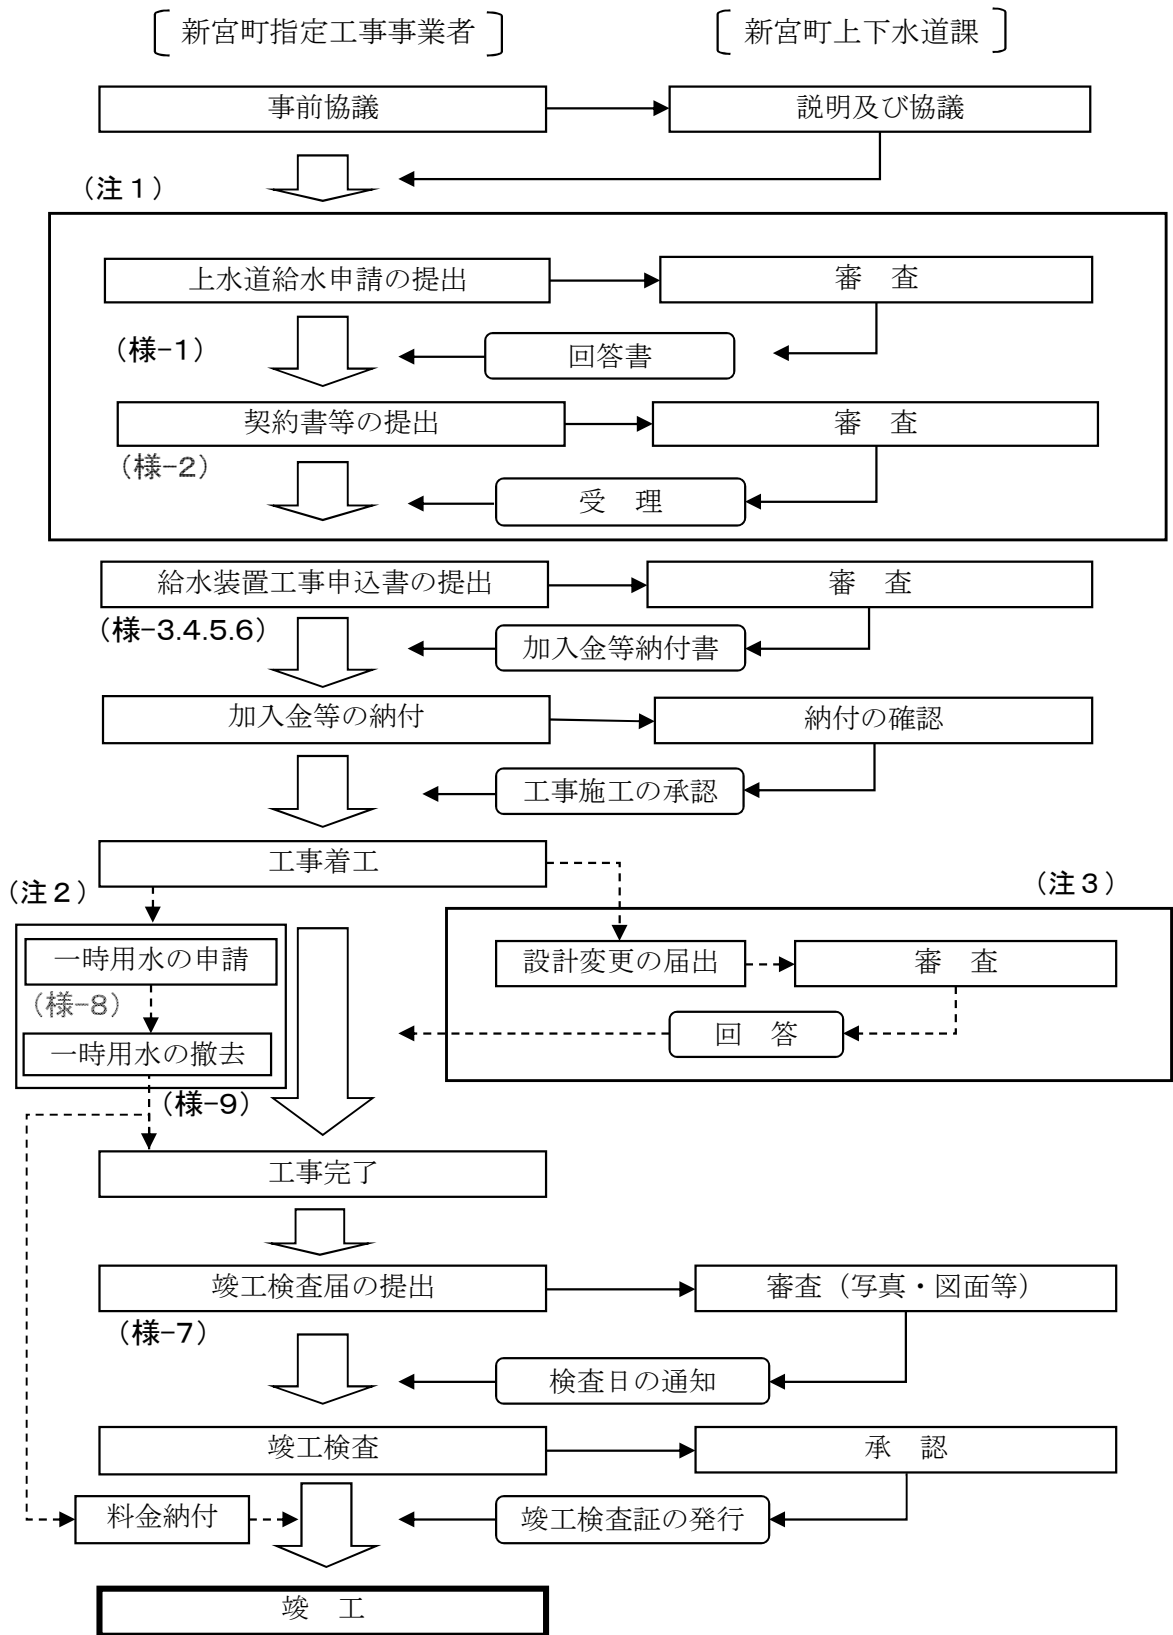 新宮町指定工事事業者 新宮町上下水道課
事前協議 説明及び協議
（注１）
上水道給水申請の提出 審　査
（様-1） 回答書
契約書等の提出 審　査
（様-2）
受　理
給水装置工事申込書の提出 審　査
（様-3.4.5.6） 加入金等納付書
加入金等の納付 納付の確認
工事施工の承認
工事着工
（注２） （注３）
一時用水の申請 設計変更の届出 審　査
（様-8）
回　答
一時用水の撤去
（様-9）
工事完了
竣工検査届の提出 審査（写真・図面等）
（様-7）
検査日の通知
竣工検査 承　認
料金納付 竣工検査証の発行
竣　工